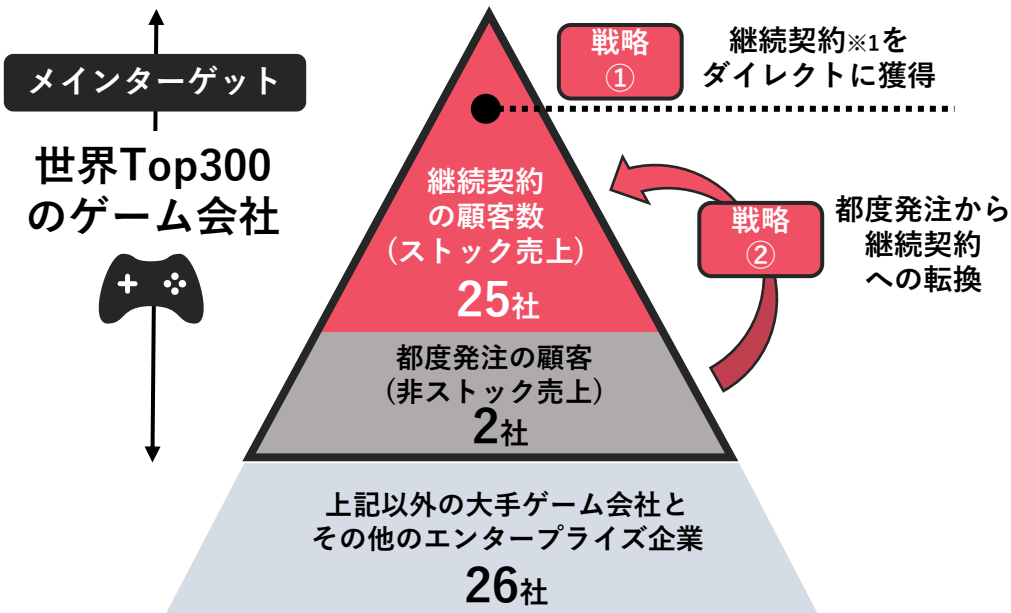 メインターゲット
世界Top300
のゲーム会社
戦略
①
継続契約※1を
ダイレクトに獲得
継続契約
の顧客数
(ストック売上)
25社
戦略
②
都度発注から
継続契約
への転換
都度発注の顧客
(非ストック売上)
2社
上記以外の大手ゲーム会社と
その他のエンタープライズ企業
26社